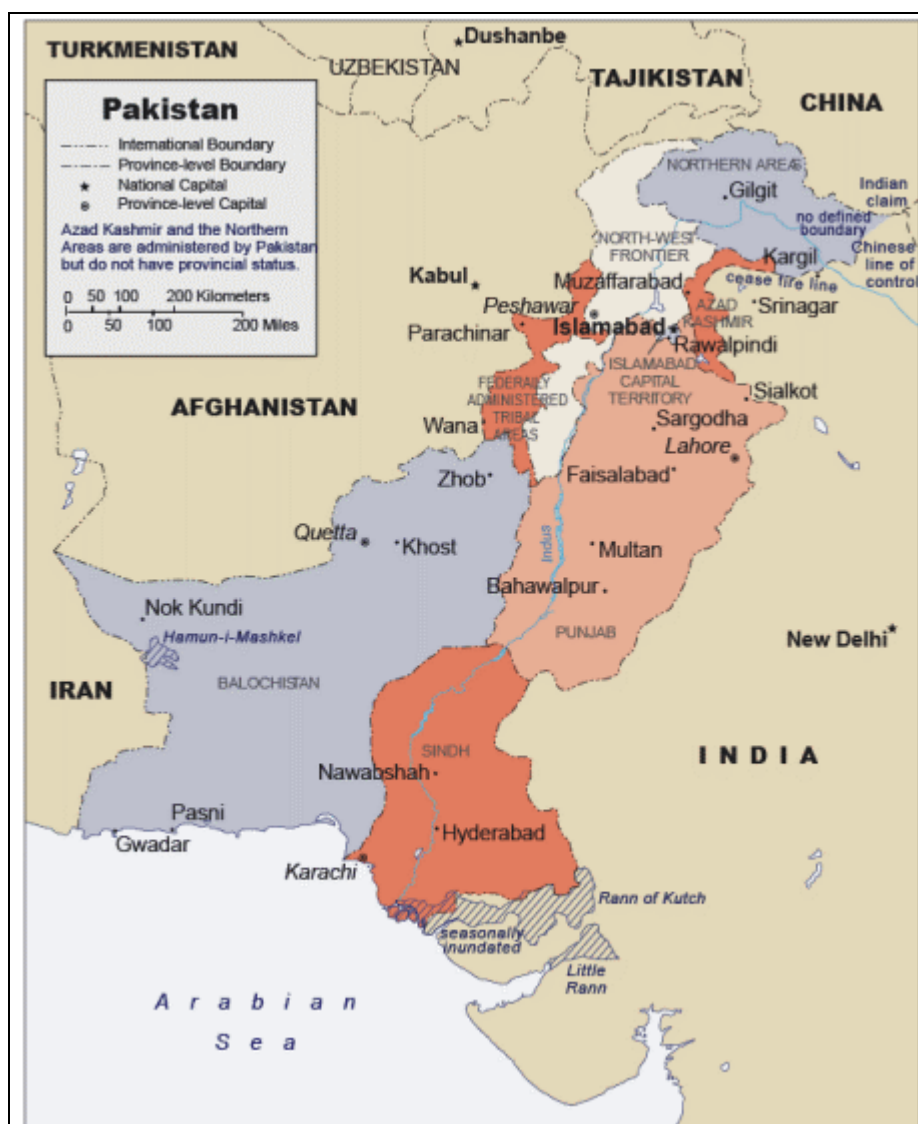 TURKMENISTAN
Dushanbe
UZBEKISTAN
TAJIKISTAN
CHINA
Pakistan
International Boundary
Province-level Boundary
National Capital
Province-level Capital
Azad Kashmir and the Northern
Areas are administered by Pakistan
but do not have provincial status.
0 50 100 200 Kilometers
0 50 100 200 Miles
NORTHERN AREAS
Gilgit
Indian
claim
no defined
boundary
Chinese
line of
control
NORTH-WEST
FRONTIER
Kargil
cease fire line
Kabul
Muzaffarabad
Peshawar
AZAD
KASHMIR
Srinagar
Parachinar
Islamabad
Rawalpindi
ISLAMABAD
CAPITAL
TERRITORY
FEDERALLY
ADMINISTERED
TRIBAL
AREAS
Sialkot
AFGHANISTAN
Wana
Sargodha
Lahore
Zhob
Faisalabad
Quetta
Khost
Indus
Multan
Bahawalpur
Nok Kundi
Hamun-i-Mashkel
PUNJAB
New Delhi
IRAN
BALOCHISTAN
SINDH
INDIA
Nawabshah
Pasni
Gwadar
Hyderabad
Karachi
Rann of Kutch
seasonally
inundated
Little
Rann
Arabian
Sea